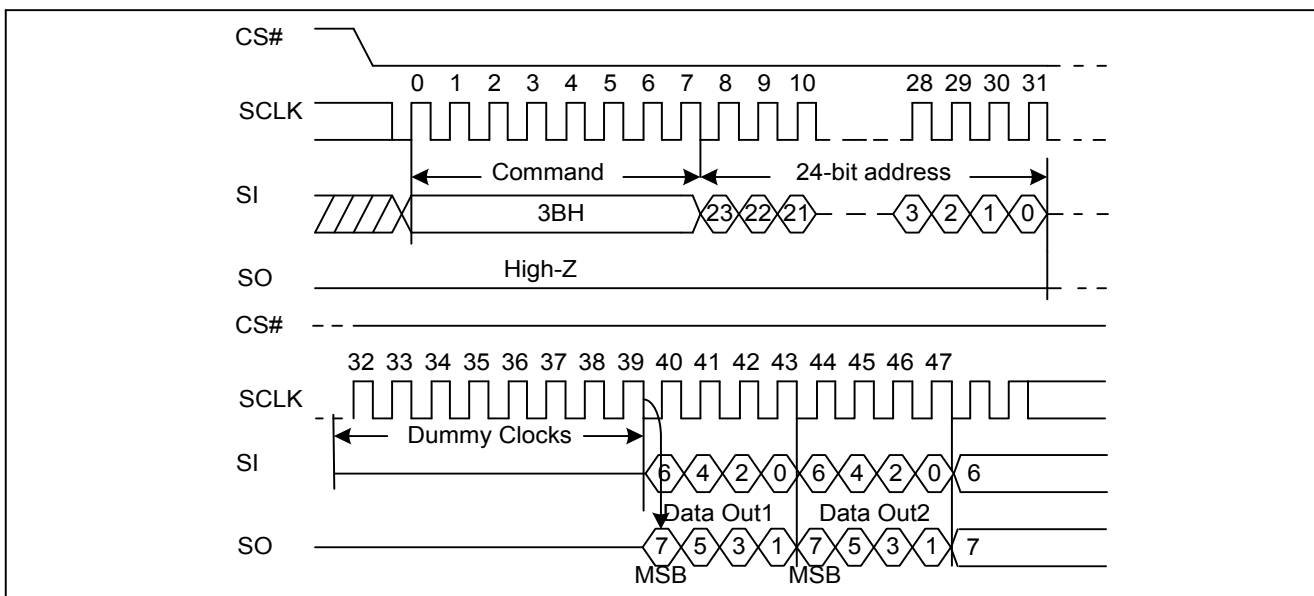 CS#
0 1 2 3 4 5 6 7 8 9 10 28 29 30 31
SCLK
Command 24-bit address
SI
3BH 23 22 21 3 2 1 0
High-Z
SO
CS#
32 33 34 35 36 37 38 39 40 41 42 43 44 45 46 47
SCLK
Dummy Clocks
SI
6 4 2 0 6 4 2 0 6
Data Out1 Data Out2
SO
7 5 3 1 7 5 3 1 7
MSB MSB